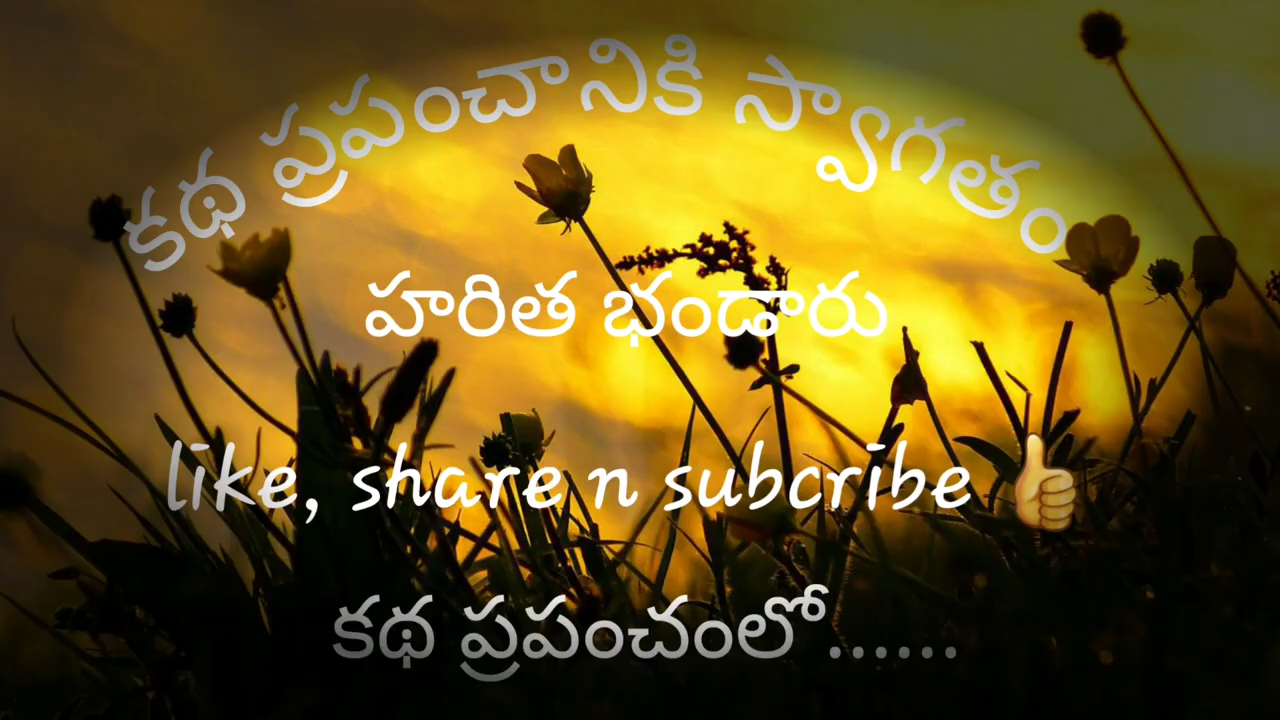 కథ ప్రపంచానికి స్వాగతం
హరిత భండారు
like, share n subcribe 👍
కథ ప్రపంచంలో ......